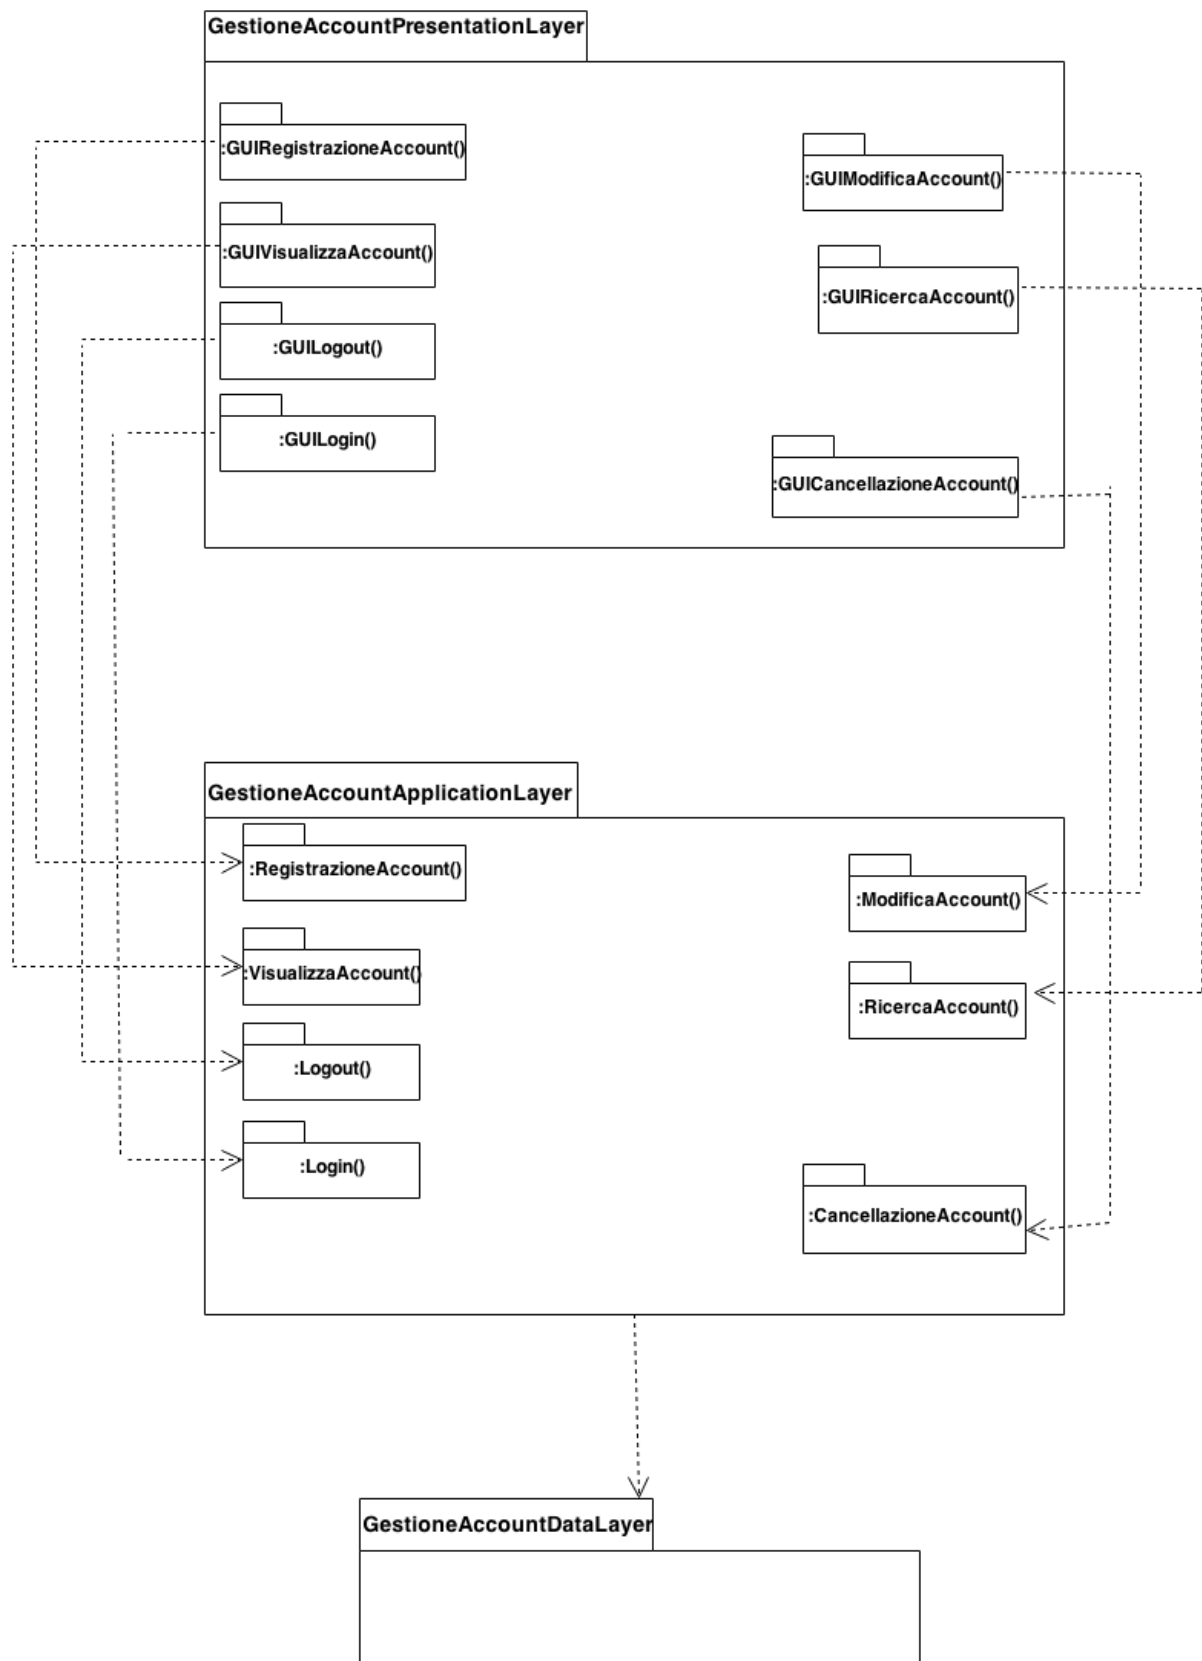 GestioneAccountPresentationLayer
:GUIRegistrazioneAccount()
:GUIModificaAccount()
:GUIVisualizzaAccount()
:GUIRicercaAccount()
:GUILogout()
:GUILogin()
:GUICancellazioneAccount()
GestioneAccountApplicationLayer
:RegistrazioneAccount()
:ModificaAccount()
:VisualizzaAccount()
:RicercaAccount()
:Logout()
:Login()
:CancellazioneAccount()
GestioneAccountDataLayer